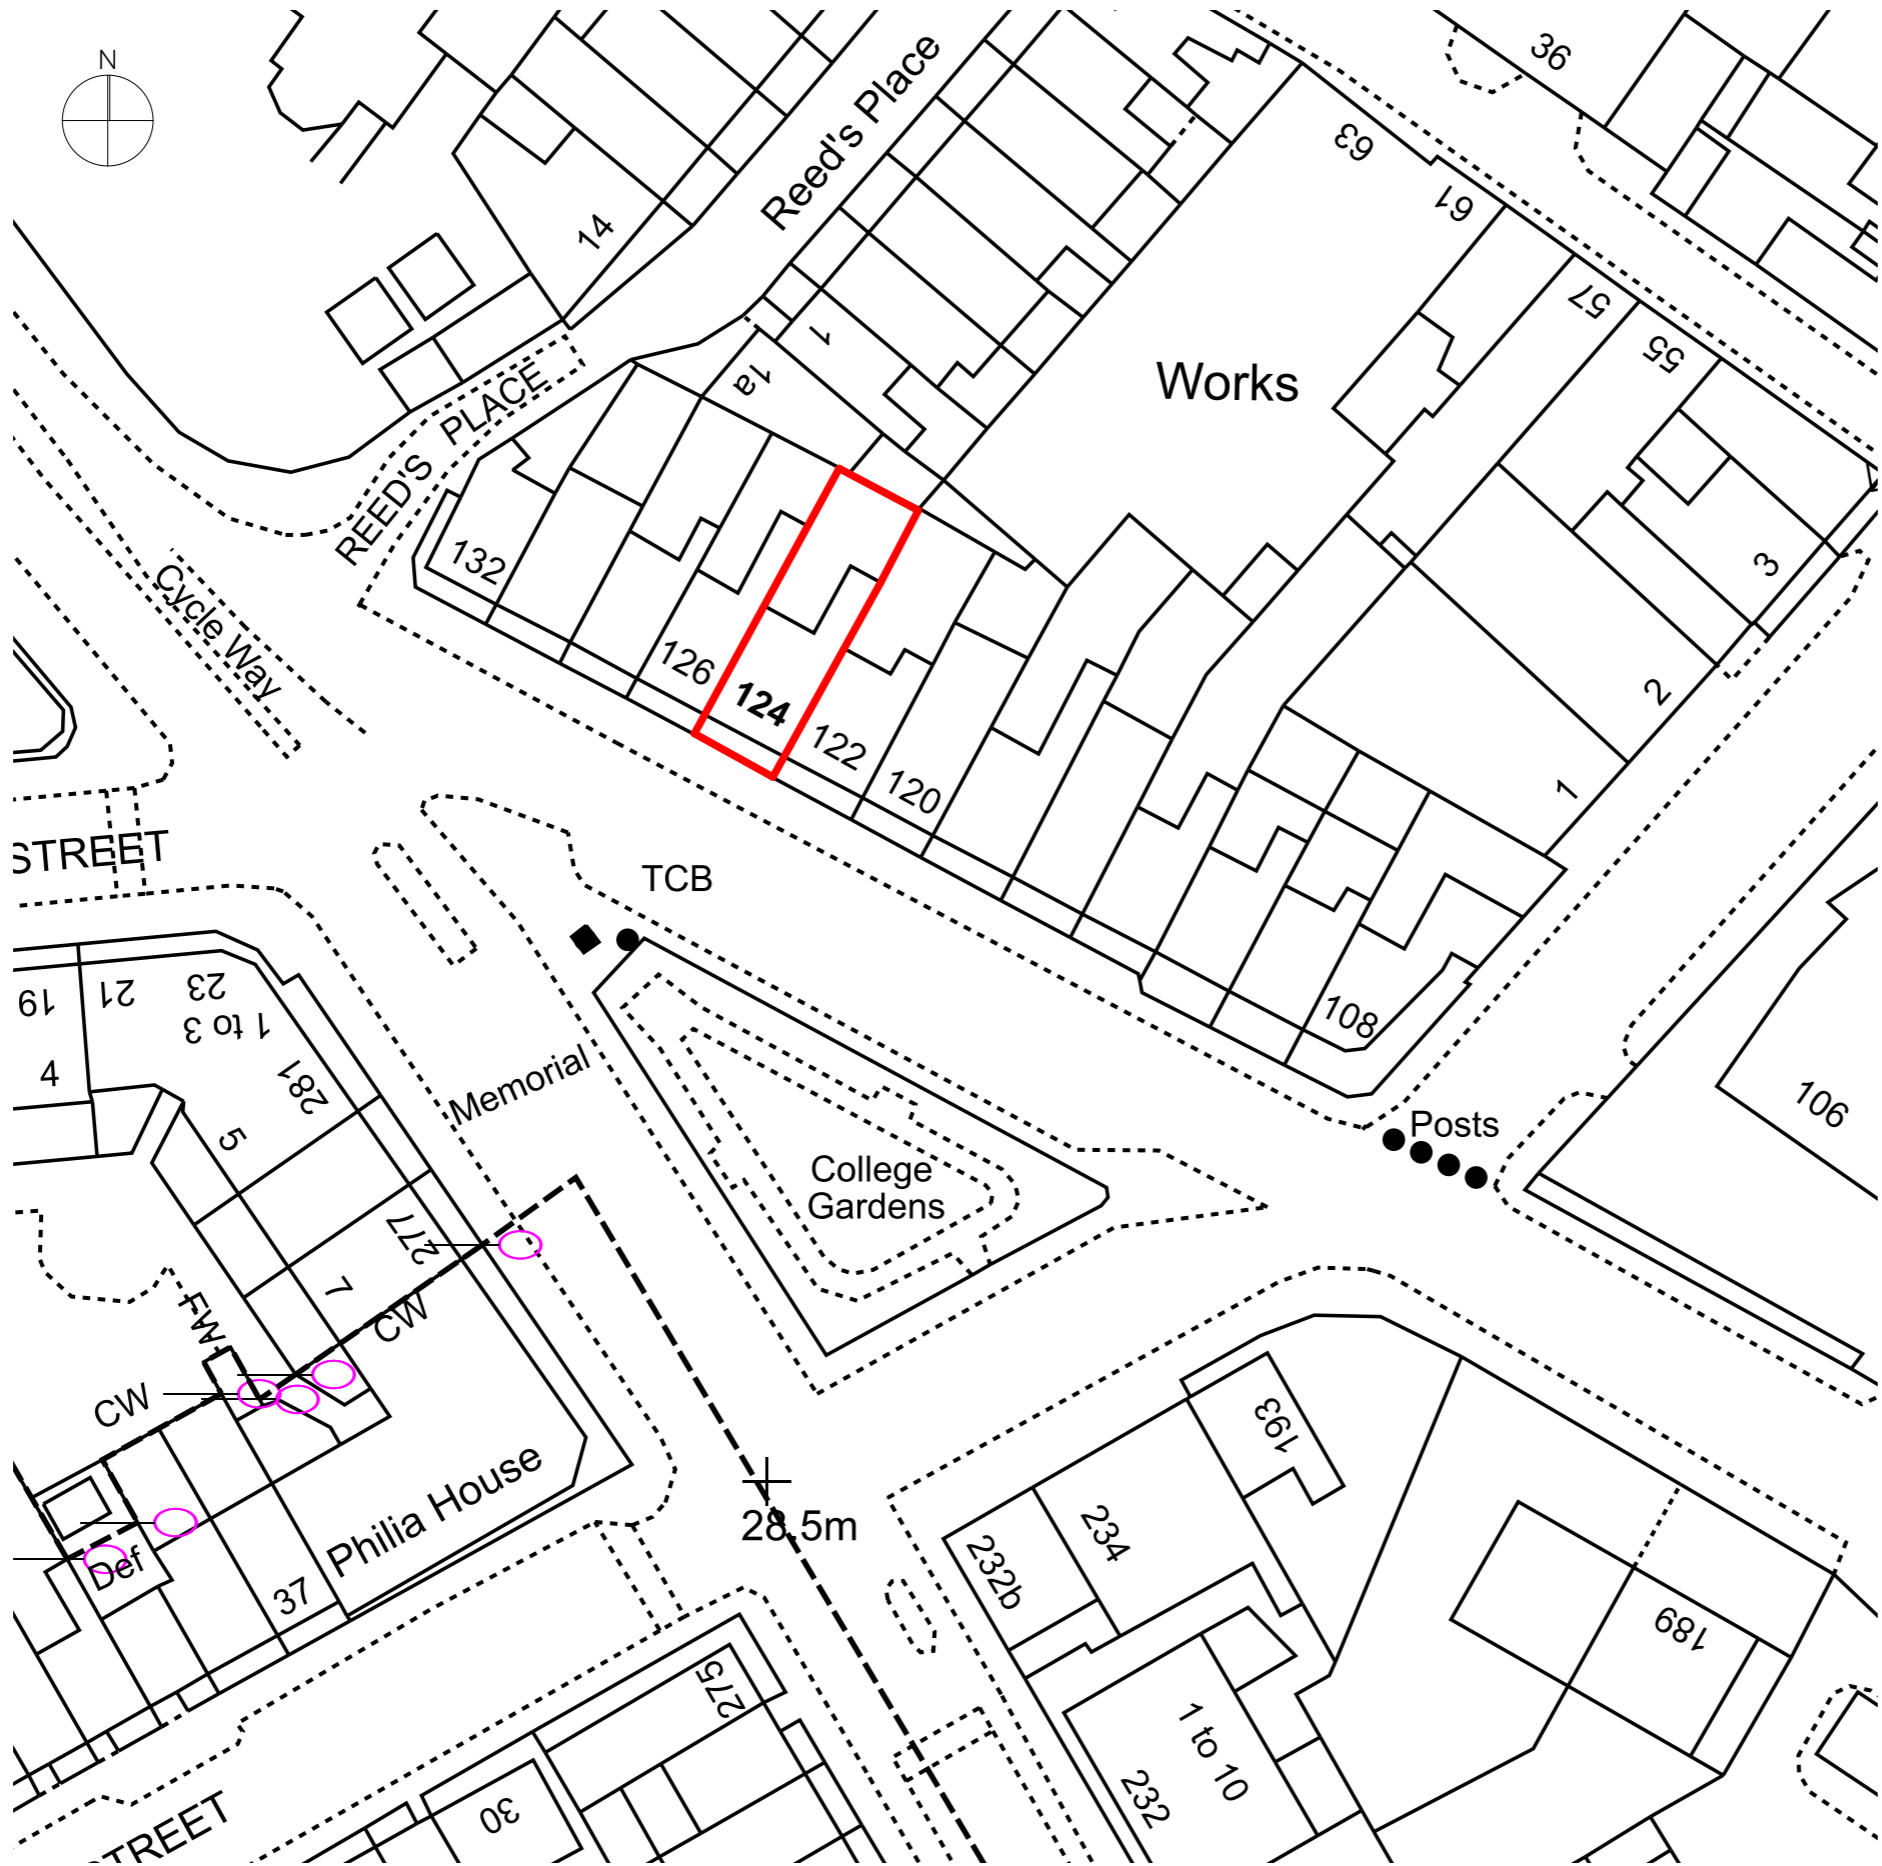 N
36
Reed's Place
63
61
14
57
1
55
1a
Works
PLACE
REED'S
132
3
Cycle Way
126
2
124
122
120
1
STREET
TCB
19
21
23
1 to 3
108
4
281
Memorial
5
106
Posts
College
Gardens
277
7
FW
CW
CW
193
Philia House
28.5m
234
Def
232b
37
189
275
1 to 10
232
30
STREET